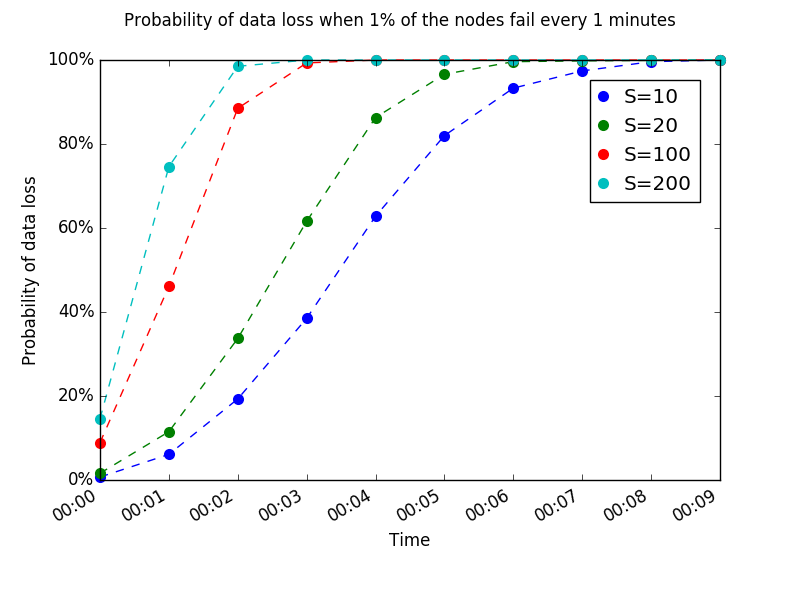 Probability of data loss when 1% of the nodes fail every 1 minutes
100%
80%
60%
40%
20%
0%
Probability of data loss
S=10
S=20
S=100
S=200
00:00
00:01
00:02
00:03
00:04
00:05
00:06
00:07
00:08
00:09
Time